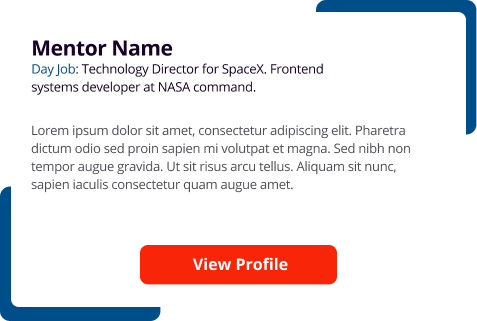 Mentor Name
Day Job: Technology Director for SpaceX. Frontend
systems developer at NASA command.
Lorem ipsum dolor sit amet, consectetur adipiscing elit. Pharetra
dictum odio sed proin sapien mi volutpat et magna. Sed nibh non
tempor augue gravida. Ut sit risus arcu tellus. Aliquam sit nunc,
sapien iaculis consectetur quam augue amet.
View Profile